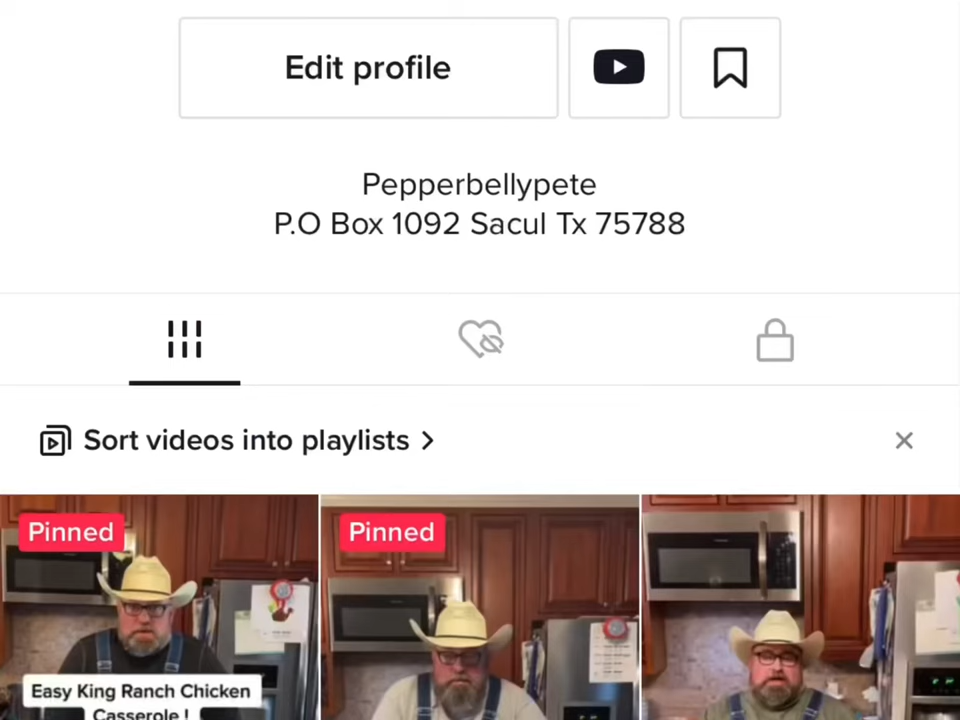 Edit profile
Pepperbellypete
P.O Box 1092 Sacul Tx 75788
Sort videos into playlists
Pinned
Pinned
Easy King Ranch Chicken
Casserole !